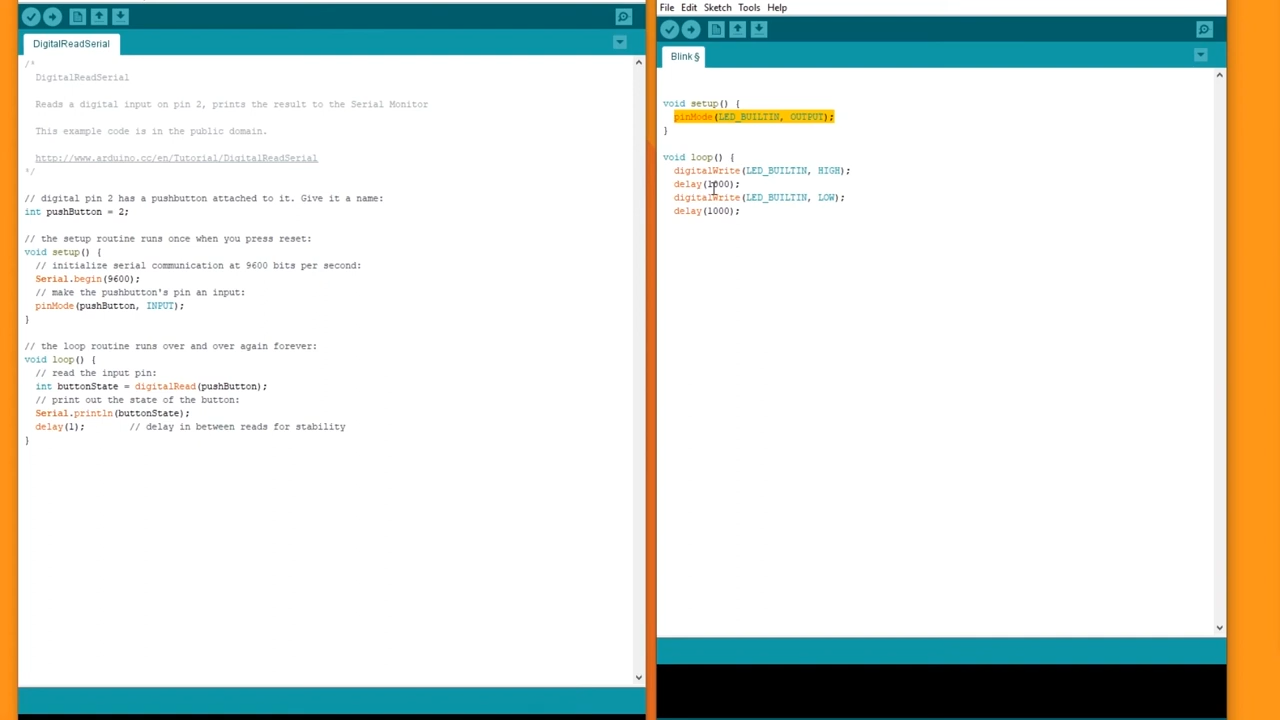 DigitalReadSerial
/*
DigitalReadSerial
Reads a digital input on pin 2, prints the result to the Serial Monitor
This example code is in the public domain.
http://www.arduino.cc/en/Tutorial/DigitalReadSerial
*/
// digital pin 2 has a pushbutton attached to it. Give it a name:
int pushButton = 2;
// the setup routine runs once when you press reset:
void setup() {
// initialize serial communication at 9600 bits per second:
Serial.begin(9600);
// make the pushbutton's pin an input:
pinMode(pushButton, INPUT);
}
// the loop routine runs over and over again forever:
void loop() {
// read the input pin:
int buttonState = digitalRead(pushButton);
// print out the state of the button:
Serial.println(buttonState);
delay(1);        // delay in between reads for stability
}
File Edit Sketch Tools Help
Blink §
void setup() {
pinMode(LED_BUILTIN, OUTPUT);
}
void loop() {
digitalWrite(LED_BUILTIN, HIGH);
delay(1000);
digitalWrite(LED_BUILTIN, LOW);
delay(1000);